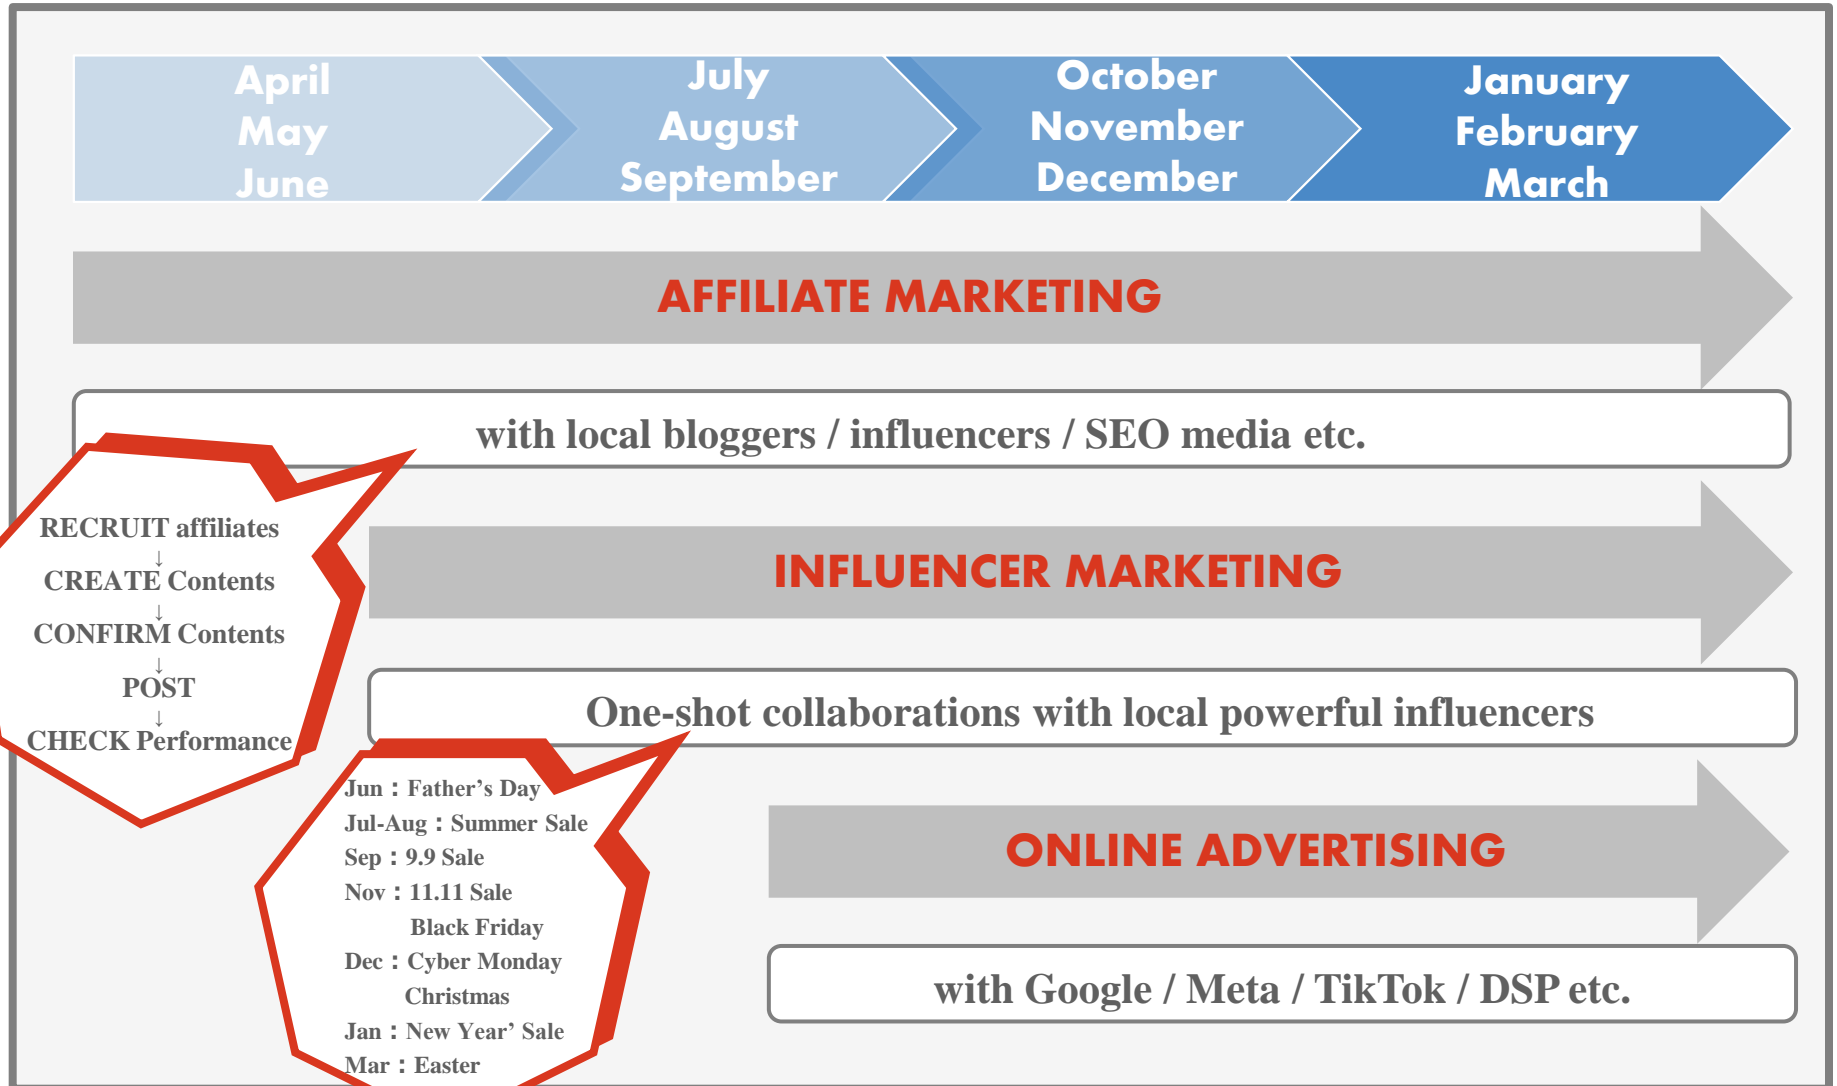 April
May
June
July
August
September
October
November
December
January
February
March
AFFILIATE MARKETING
with local bloggers / influencers / SEO media etc.
RECRUIT affiliates
↓
CREATE Contents
↓
CONFIRM Contents
↓
POST
↓
CHECK Performance
INFLUENCER MARKETING
One-shot collaborations with local powerful influencers
Jun：Father’s Day
Jul-Aug：Summer Sale
Sep：9.9 Sale
Nov：11.11 Sale
Black Friday
Dec：Cyber Monday
Christmas
Jan：New Year’ Sale
Mar：Easter
ONLINE ADVERTISING
with Google / Meta / TikTok / DSP etc.